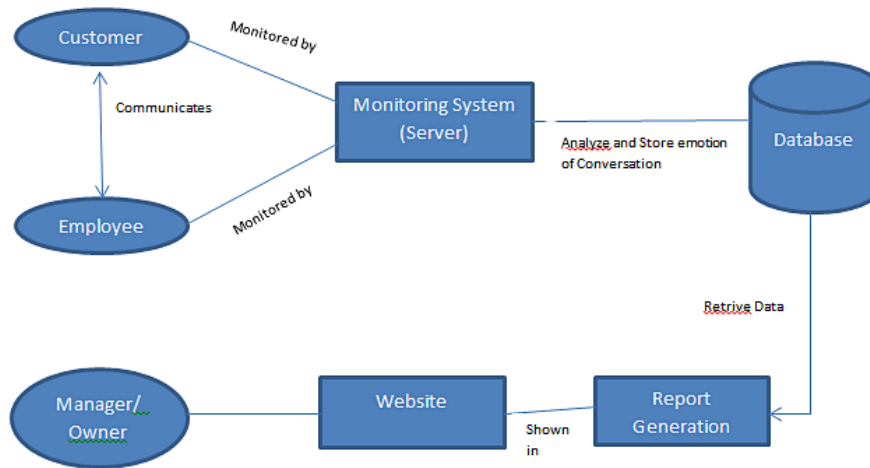 Customer
Monitored by
Communicates
Monitoring System
(Server)
Analyze and Store emotion
of Conversation
Database
Employee
Monitored by
Retrive Data
Manager/
Owner
Website
Shown
in
Report
Generation